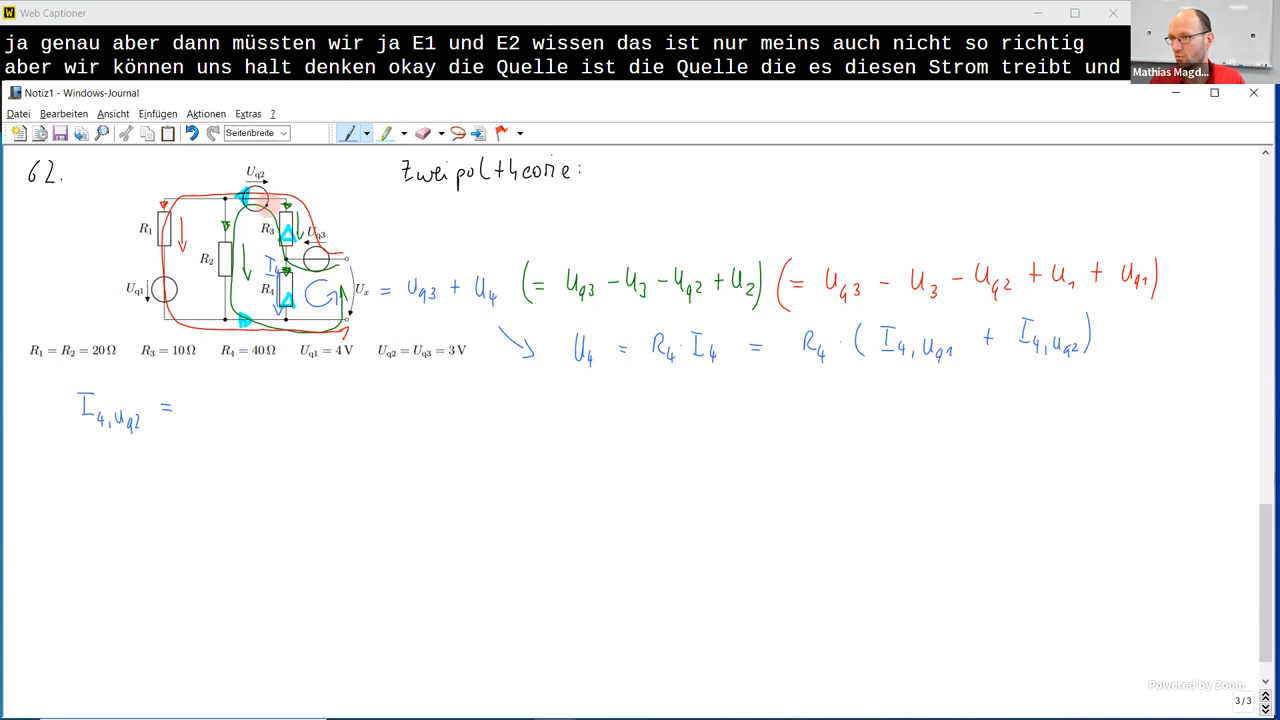 Web Captioner
ja genau aber dann müssten wir ja E1 und E2 wissen das ist nur meins auch nicht so richtig
aber wir können uns halt denken okay die Quelle ist die Quelle die es diesen Strom treibt und
Mathias Magd...
Notiz1 - Windows-Journal
Datei Bearbeiten Ansicht Einfügen Aktionen Extras ?
Seitenbreite
62.
Zweipoltheorie:
Uq2
R1
R3
Uq3
R2
I4
Uq1
R4
Ux
= Uq3 + U4 (= Uq3 - U3 - Uq2 + U2) (= Uq3 - U3 - Uq2 + U1 + Uq1)
U4 = R4 · I4 = R4 · ( I4,Uq1 + I4,Uq2)
R1 = R2 = 20 Ω R3 = 10 Ω R4 = 40 Ω Uq1 = 4 V Uq2 = Uq3 = 3 V
I4,Uq2 =
Powered by Zoom
3 / 3